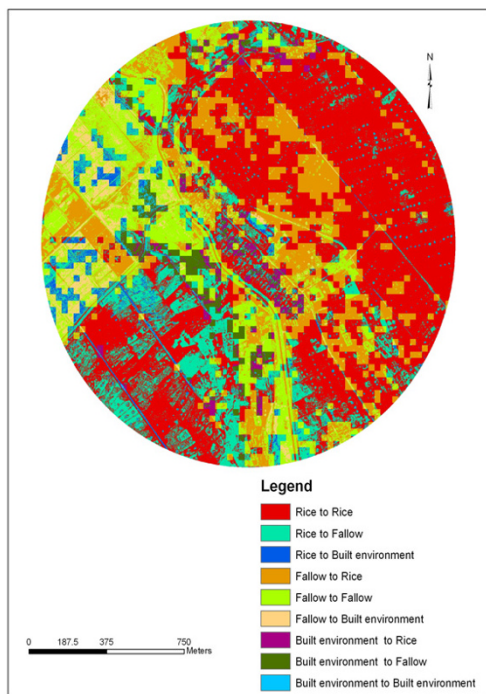 N
Legend
Rice to Rice
Rice to Fallow
Rice to Built environment
Fallow to Rice
Fallow to Fallow
Fallow to Built environment
Built environment to Rice
Built environment to Fallow
Built environment to Built environment
0 187.5 375 750
Meters